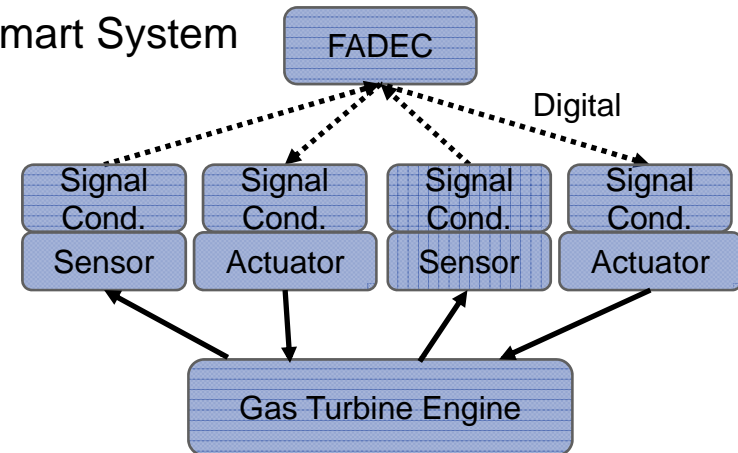 mart System
FADEC
Digital
Signal Cond.
Signal Cond.
Signal Cond.
Signal Cond.
Sensor
Actuator
Sensor
Actuator
Gas Turbine Engine